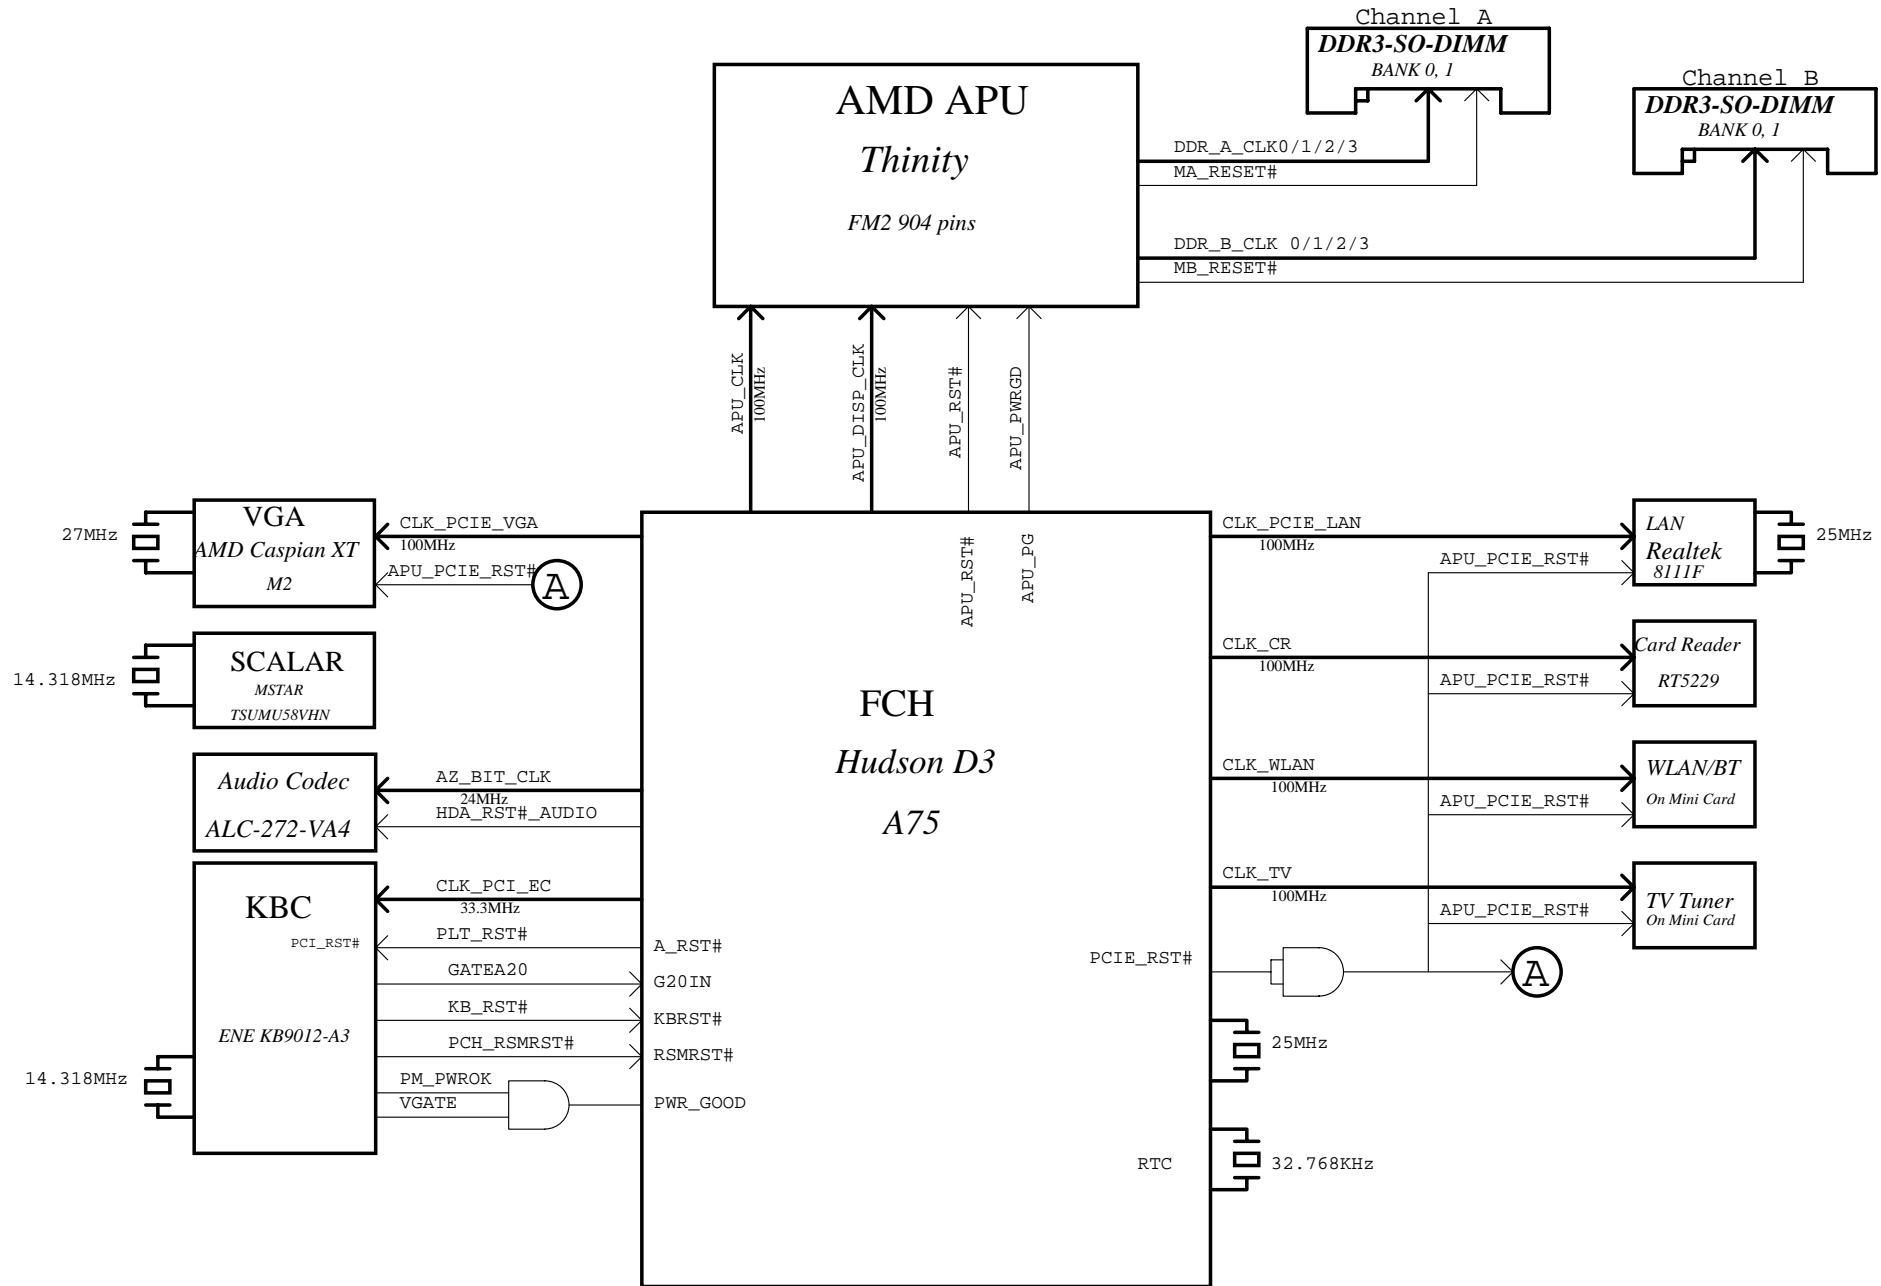 Channel A
DDR3-SO-DIMM
BANK 0, 1
Channel B
DDR3-SO-DIMM
BANK 0, 1
AMD APU
Thinity
FM2 904 pins
DDR_A_CLK0/1/2/3
MA_RESET#
DDR_B_CLK 0/1/2/3
MB_RESET#
APU_CLK
100MHz
APU_DISP_CLK
100MHz
APU_RST#
APU_PWRGD
27MHz
VGA
AMD Caspian XT
M2
CLK_PCIE_VGA
100MHz
APU_PCIE_RST#
A
14.318MHz
SCALAR
MSTAR
TSUMU58VHN
Audio Codec
ALC-272-VA4
AZ_BIT_CLK
24MHz
HDA_RST#_AUDIO
KBC
PCI_RST#
ENE KB9012-A3
14.318MHz
CLK_PCI_EC
33.3MHz
PLT_RST#
GATEA20
KB_RST#
PCH_RSMRST#
PM_PWROK
VGATE
APU_RST#
APU_PG
FCH
Hudson D3
A75
A_RST#
G20IN
KBRST#
RSMRST#
PWR_GOOD
PCIE_RST#
RTC
CLK_PCIE_LAN
100MHz
APU_PCIE_RST#
LAN
Realtek
8111F
25MHz
CLK_CR
100MHz
APU_PCIE_RST#
Card Reader
RT5229
CLK_WLAN
100MHz
APU_PCIE_RST#
WLAN/BT
On Mini Card
CLK_TV
100MHz
APU_PCIE_RST#
TV Tuner
On Mini Card
A
25MHz
32.768KHz